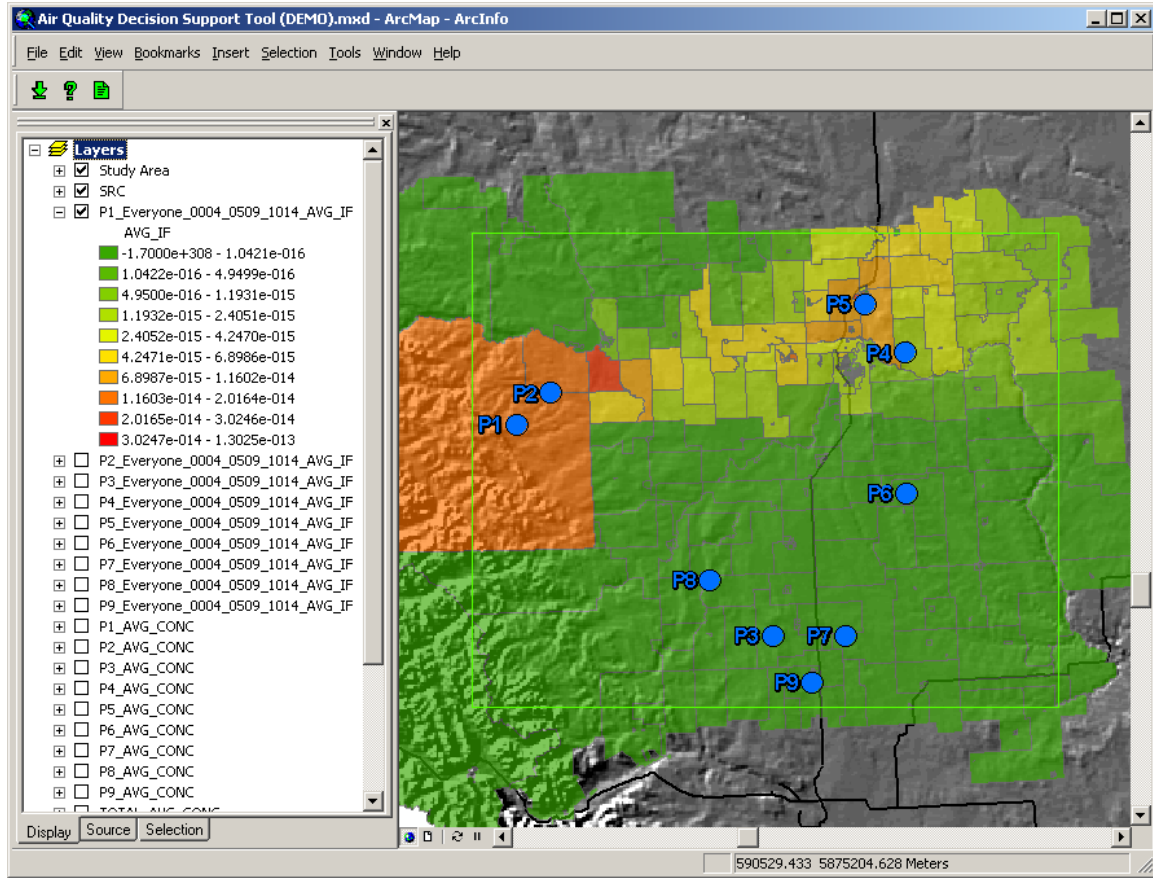 Air Quality Decision Support Tool (DEMO).mxd - ArcMap - ArcInfo
File Edit View Bookmarks Insert Selection Tools Window Help
Layers
Study Area
SRC
P1_Everyone_0004_0509_1014_AVG_IF
AVG_IF
-1.7000e+308 - 1.0421e-016
1.0422e-016 - 4.9499e-016
4.9500e-016 - 1.1931e-015
1.1932e-015 - 2.4051e-015
2.4052e-015 - 4.2470e-015
4.2471e-015 - 6.8986e-015
6.8987e-015 - 1.1602e-014
1.1603e-014 - 2.0164e-014
2.0165e-014 - 3.0246e-014
3.0247e-014 - 1.3025e-013
P2_Everyone_0004_0509_1014_AVG_IF
P3_Everyone_0004_0509_1014_AVG_IF
P4_Everyone_0004_0509_1014_AVG_IF
P5_Everyone_0004_0509_1014_AVG_IF
P6_Everyone_0004_0509_1014_AVG_IF
P7_Everyone_0004_0509_1014_AVG_IF
P8_Everyone_0004_0509_1014_AVG_IF
P9_Everyone_0004_0509_1014_AVG_IF
P1_AVG_CONC
P2_AVG_CONC
P3_AVG_CONC
P4_AVG_CONC
P5_AVG_CONC
P6_AVG_CONC
P7_AVG_CONC
P8_AVG_CONC
P9_AVG_CONC
TOTAL_AVG_CONC
Display Source Selection
P5
P4
P2
P1
P6
P8
P3 P7
P9
590529.433 5875204.628 Meters